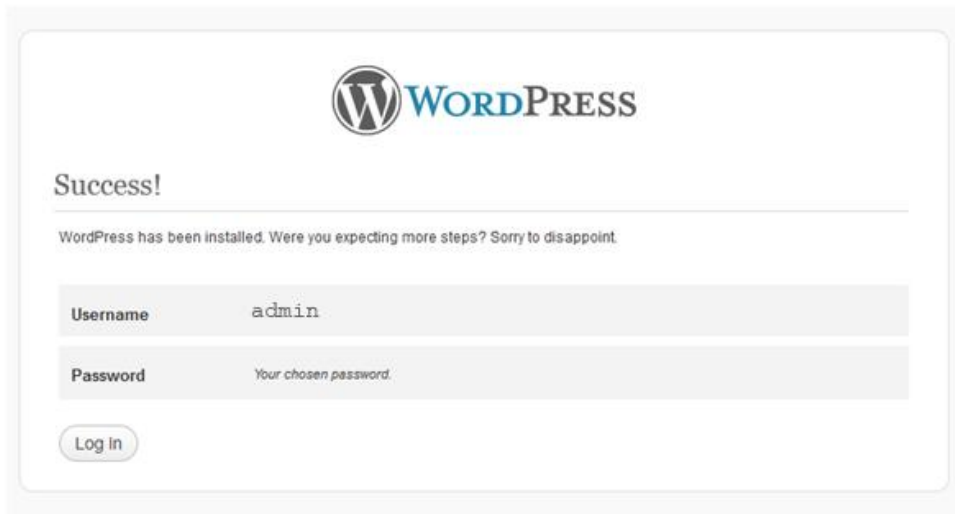 WORDPRESS
Success!
WordPress has been installed. Were you expecting more steps? Sorry to disappoint.
Username admin
Password Your chosen password.
Log In